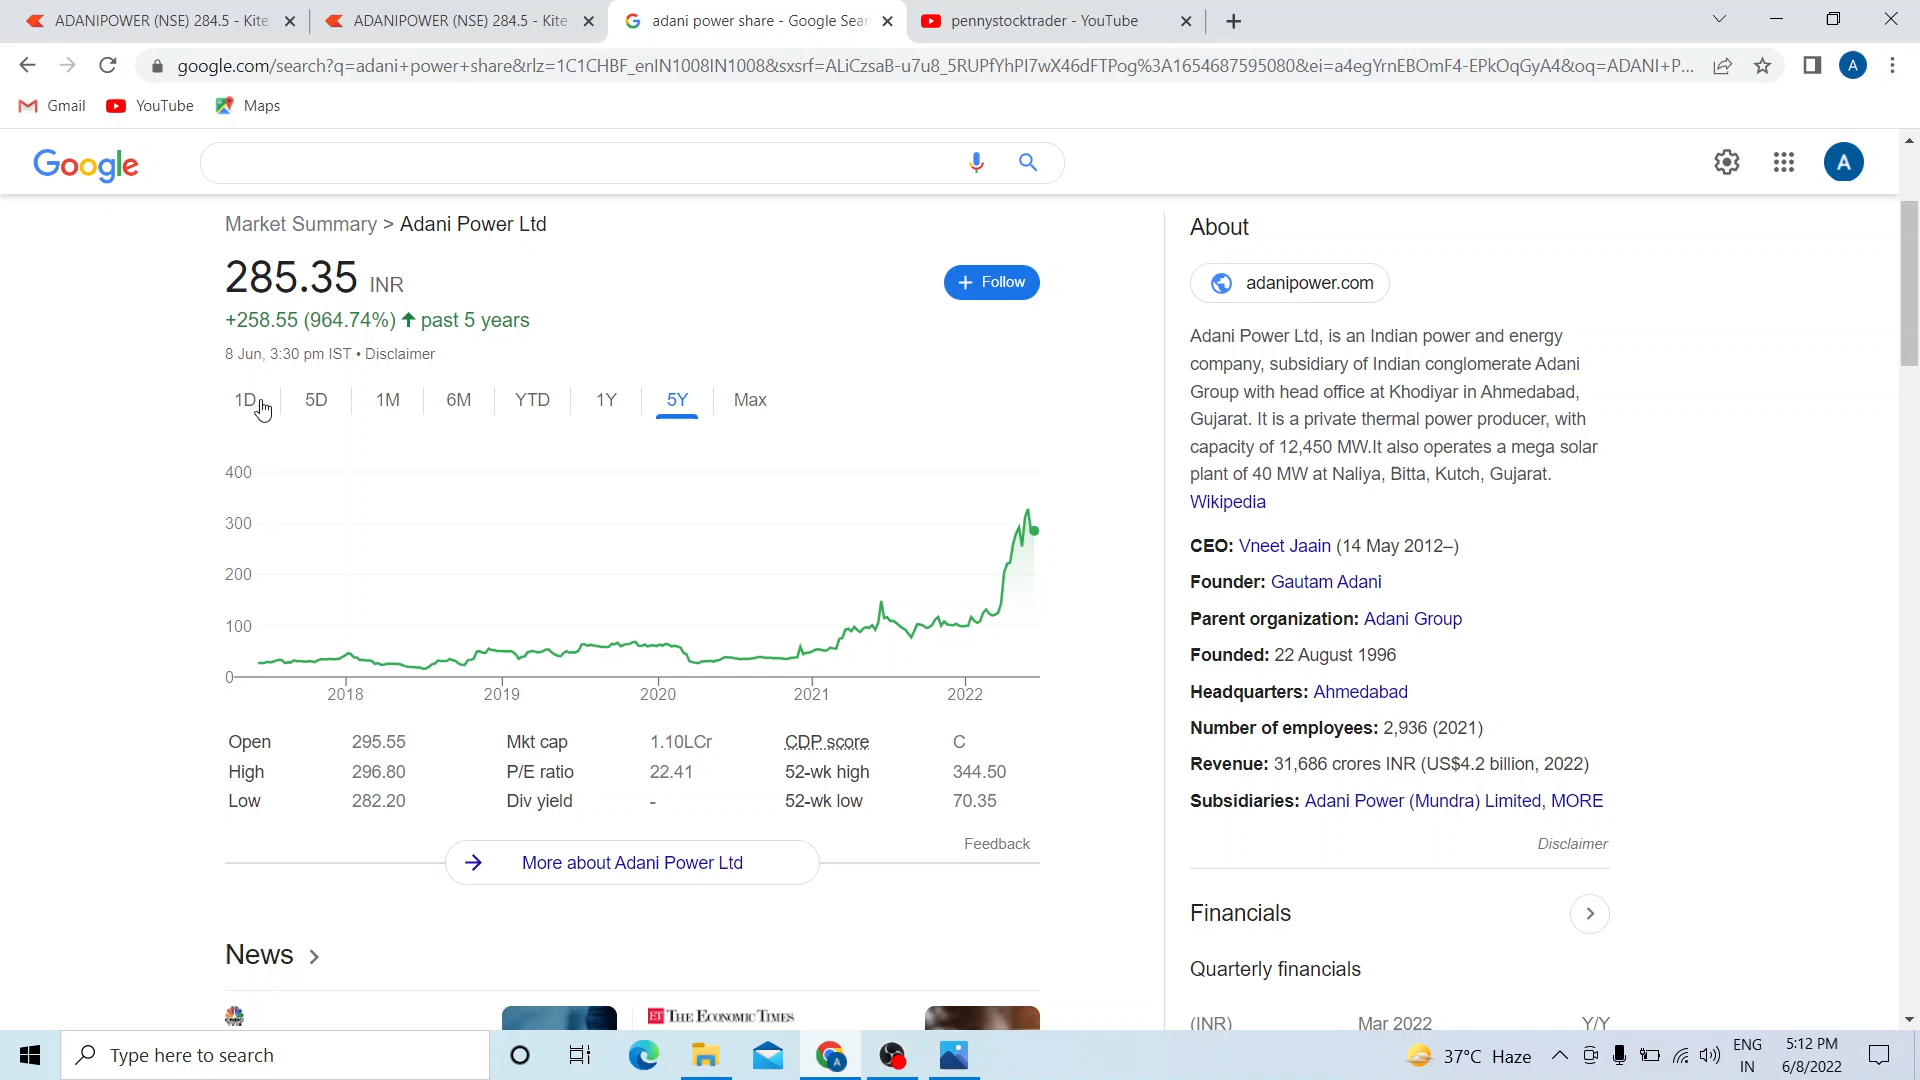 ADANIPOWER (NSE) 284.5 - Kite
ADANIPOWER (NSE) 284.5 - Kite
adani power share - Google Sear
pennystocktrader - YouTube
google.com/search?q=adani+power+share&rlz=1C1CHBF_enIN1008IN1008&sxsrf=ALiCzsaB-u7u8_5RUPfYhPI7wX46dFTPog%3A1654687595080&ei=a4egYrnEBOmF4-EPkOqGyA4&oq=ADANI+P...
A
Gmail
YouTube
Maps
Google
A
Market Summary > Adani Power Ltd
285.35 INR
+ Follow
+258.55 (964.74%) ↑ past 5 years
8 Jun, 3:30 pm IST • Disclaimer
1D 5D 1M 6M YTD 1Y 5Y Max
400
300
200
100
0
2018 2019 2020 2021 2022
Open 295.55 Mkt cap 1.10LCr CDP score C
High 296.80 P/E ratio 22.41 52-wk high 344.50
Low 282.20 Div yield - 52-wk low 70.35
Feedback
More about Adani Power Ltd
News >
THE ECONOMIC TIMES
ET
About
adanipower.com
Adani Power Ltd, is an Indian power and energy
company, subsidiary of Indian conglomerate Adani
Group with head office at Khodiyar in Ahmedabad,
Gujarat. It is a private thermal power producer, with
capacity of 12,450 MW.It also operates a mega solar
plant of 40 MW at Naliya, Bitta, Kutch, Gujarat.
Wikipedia
CEO: Vneet Jaain (14 May 2012–)
Founder: Gautam Adani
Parent organization: Adani Group
Founded: 22 August 1996
Headquarters: Ahmedabad
Number of employees: 2,936 (2021)
Revenue: 31,686 crores INR (US$4.2 billion, 2022)
Subsidiaries: Adani Power (Mundra) Limited, MORE
Disclaimer
Financials
Quarterly financials
(INR) Mar 2022 Y/Y
Type here to search
A
37°C Haze
ENG
IN
5:12 PM
6/8/2022